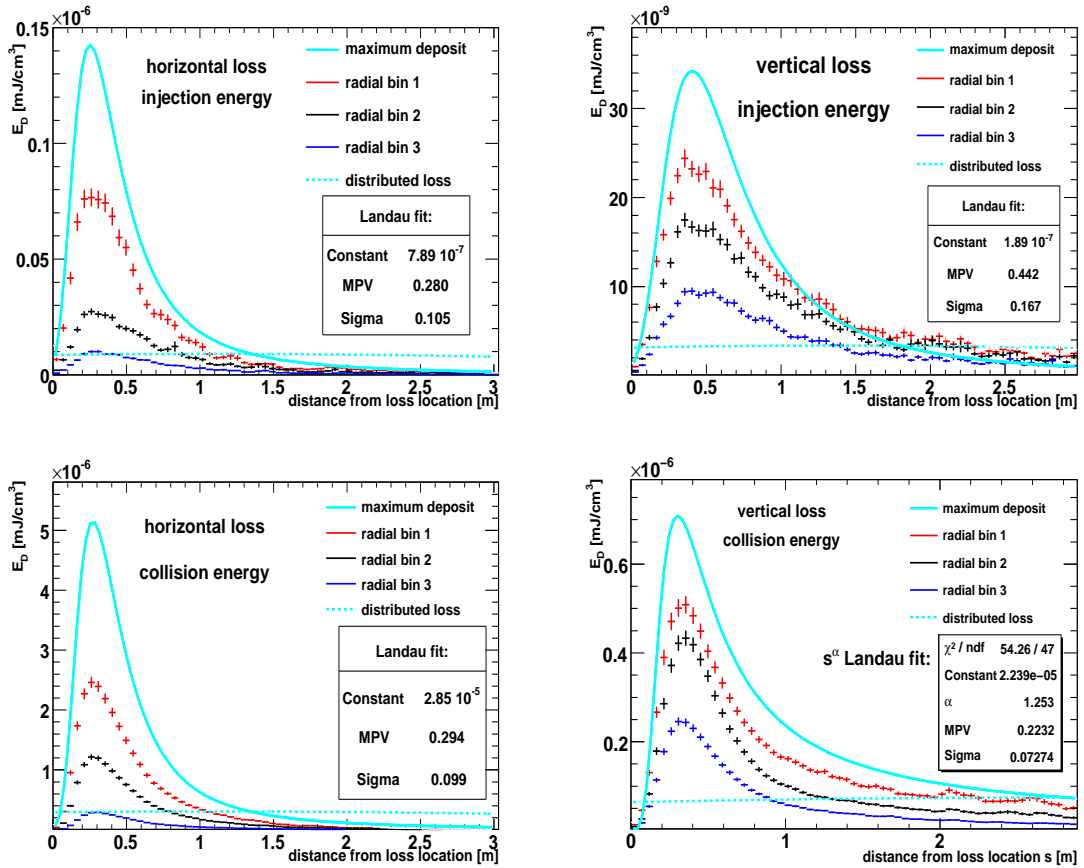 ×10⁻⁶
0.15
0.1
0.05
0
E_D [mJ/cm³]
horizontal loss
injection energy
maximum deposit
radial bin 1
radial bin 2
radial bin 3
distributed loss
Landau fit:
Constant 7.89 10⁻⁷
MPV 0.280
Sigma 0.105
0 0.5 1 1.5 2 2.5 3
distance from loss location [m]
×10⁻⁹
30
20
10
0
E_D [mJ/cm³]
vertical loss
injection energy
maximum deposit
radial bin 1
radial bin 2
radial bin 3
distributed loss
Landau fit:
Constant 1.89 10⁻⁷
MPV 0.442
Sigma 0.167
0 0.5 1 1.5 2 2.5
distance from loss location [m]
×10⁻⁶
5
4
3
2
1
0
E_D [mJ/cm³]
horizontal loss
collision energy
maximum deposit
radial bin 1
radial bin 2
radial bin 3
distributed loss
Landau fit:
Constant 2.85 10⁻⁵
MPV 0.294
Sigma 0.099
0 0.5 1 1.5 2 2.5 3
distance from loss location [m]
×10⁻⁶
0.6
0.4
0.2
E_D [mJ/cm³]
vertical loss
collision energy
maximum deposit
radial bin 1
radial bin 2
radial bin 3
distributed loss
s^α Landau fit:
χ² / ndf 54.26 / 47
Constant 2.239e−05
α 1.253
MPV 0.2232
Sigma 0.07274
0 1 2
distance from loss location s [m]